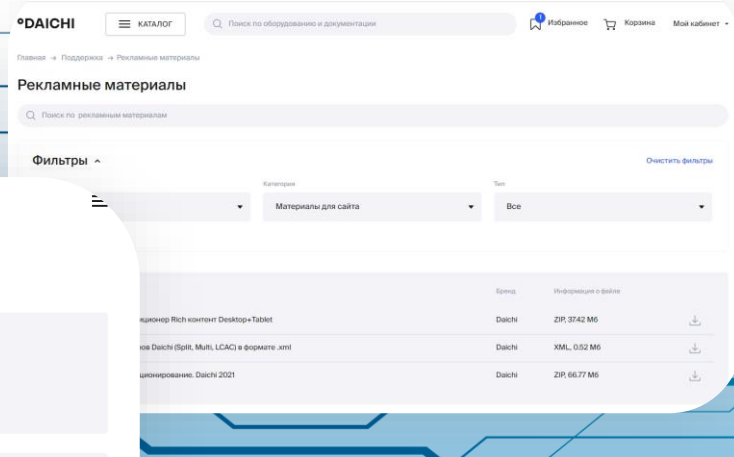 °DAICHI КАТАЛОГ Поиск по оборудованию и документации 1 Избранное Корзина Мой кабинет
Главная → Поддержка → Рекламные материалы
Рекламные материалы
Поиск по рекламным материалам
Фильтры Очистить фильтры
Категория Тип
Материалы для сайта Все
Бренд Информация о файле
Rich контент Desktop+Tablet Daichi ZIP, 37.42 Мб
Daichi (Split, Multi, LCAC) в формате .xml Daichi XML, 0.52 Мб
Daichi 2021 Daichi ZIP, 66.77 Мб